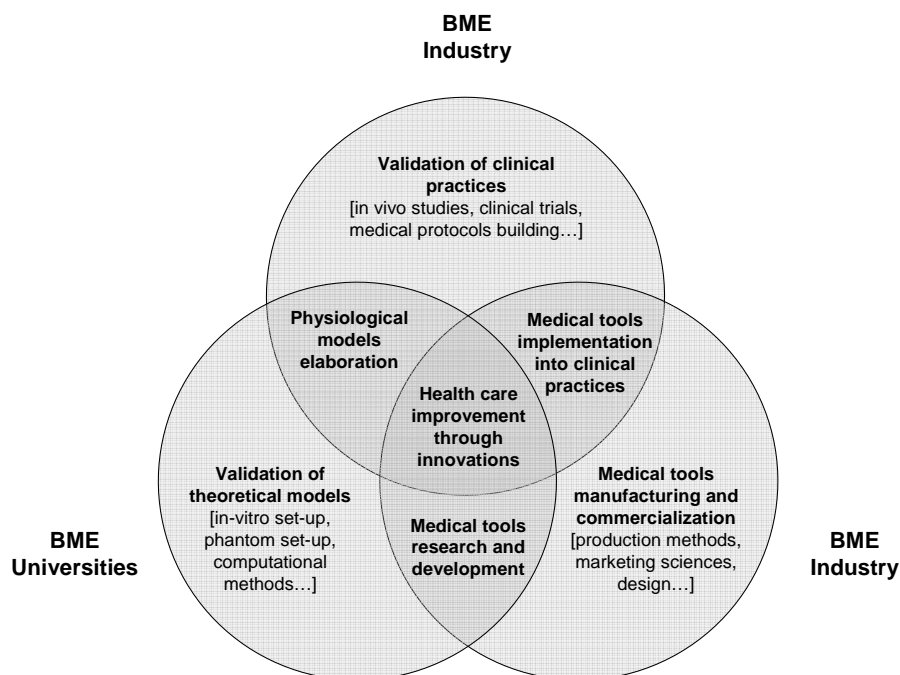 BME
Industry
Validation of clinical
practices
[in vivo studies, clinical trials,
medical protocols building…]
Physiological
models
elaboration
Medical tools
implementation
into clinical
practices
Health care
improvement
through
innovations
Validation of
theoretical models
[in-vitro set-up,
phantom set-up,
computational
methods…]
Medical tools
manufacturing and
commercialization
[production methods,
marketing sciences,
design…]
Medical tools
research and
development
BME
Universities
BME
Industry